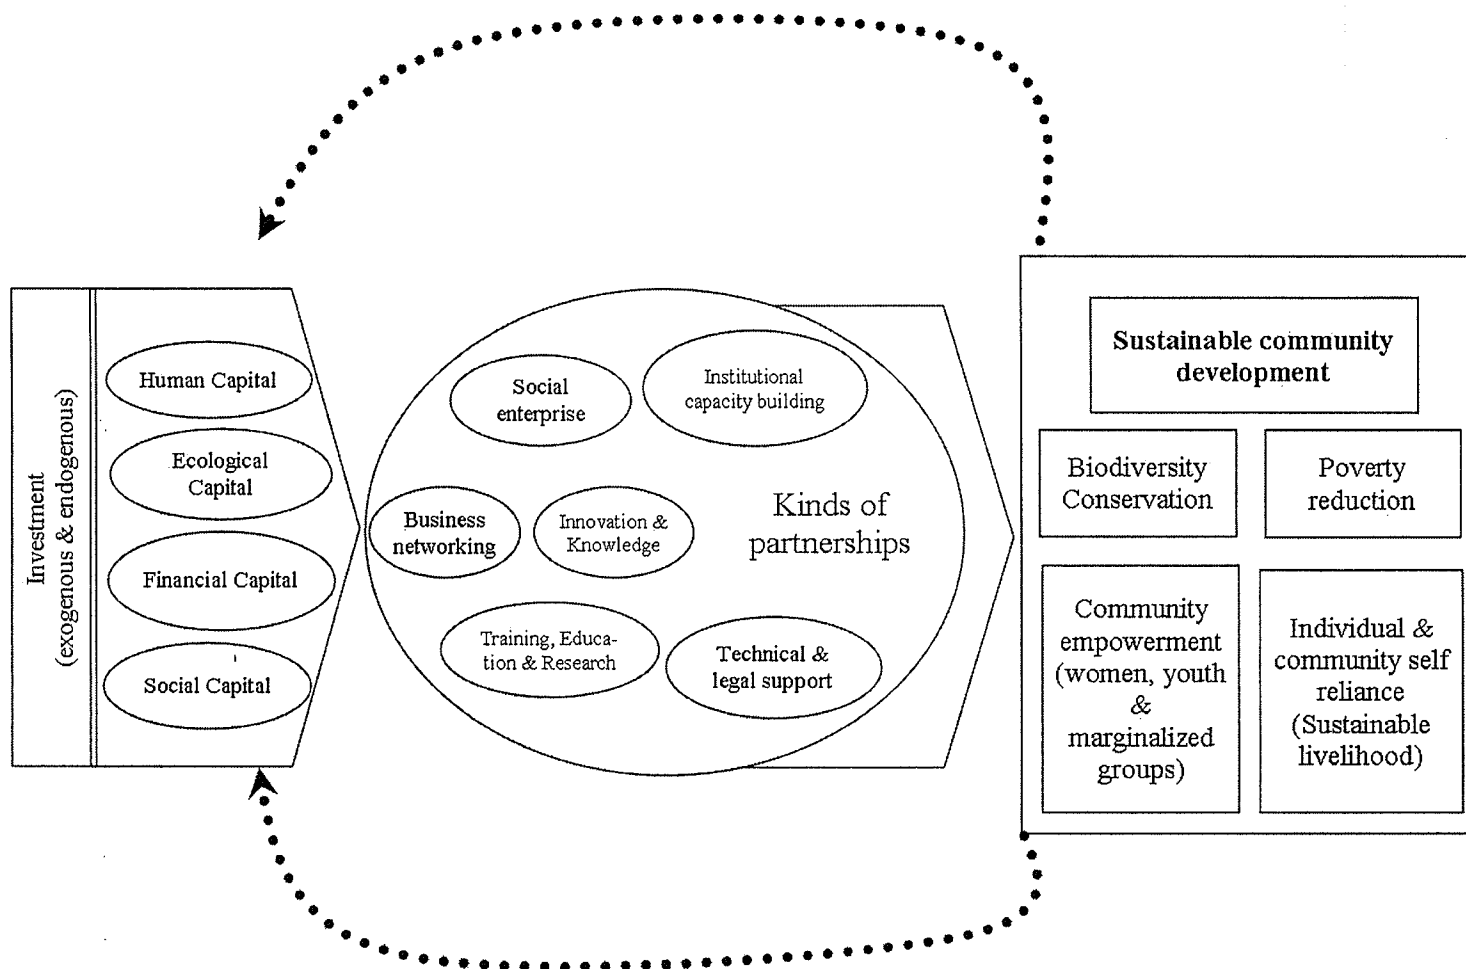 Investment
(exogenous & endogenous)
Human Capital
Ecological
Capital
Financial Capital
Social Capital
Social
enterprise
Institutional
capacity building
Business
networking
Innovation &
Knowledge
Kinds of
partnerships
Training, Educa-
tion & Research
Technical &
legal support
Sustainable community
development
Biodiversity
Conservation
Poverty
reduction
Community
empowerment
(women, youth
&
marginalized
groups)
Individual &
community self
reliance
(Sustainable
livelihood)